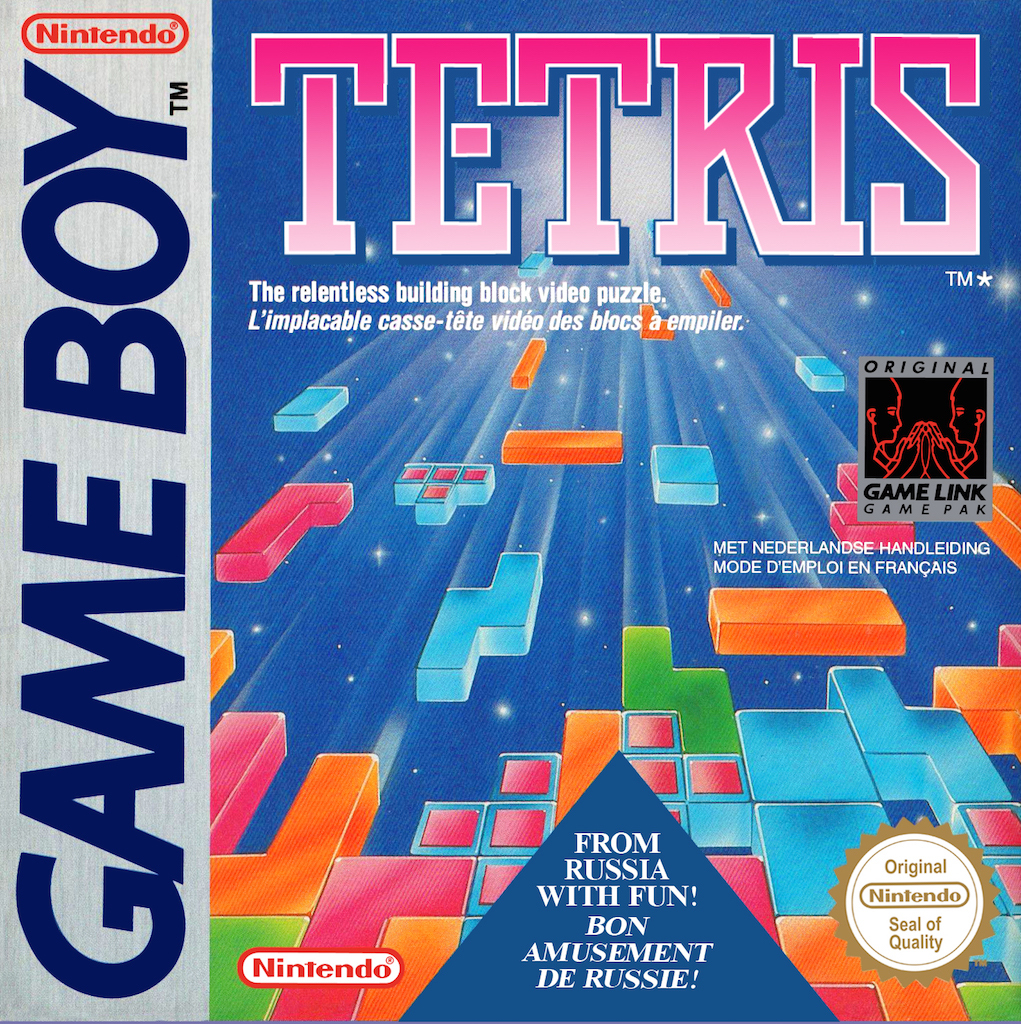 Nintendo®
GAME BOY™
TETRIS
TM*
The relentless building block video puzzle.
L'implacable casse-tête vidéo des blocs à empiler.
ORIGINAL
GAME LINK
GAME PAK
MET NEDERLANDSE HANDLEIDING
MODE D'EMPLOI EN FRANÇAIS
FROM
RUSSIA
WITH FUN!
BON
AMUSEMENT
DE RUSSIE!
Original
Nintendo
Seal of
Quality
TM
Nintendo®